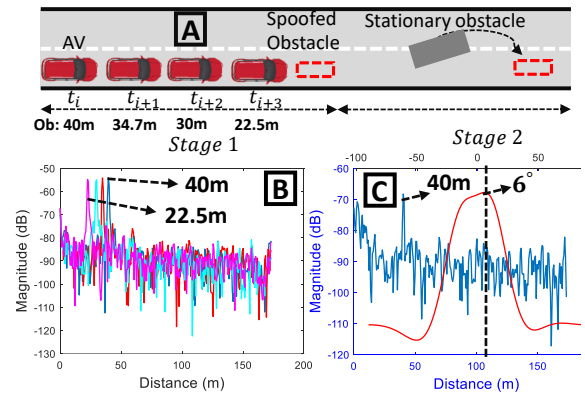 A
Spoofed
Obstacle
Stationary obstacle
AV
t_i
t_{i+1}
t_{i+2}
t_{i+3}
Ob: 40m 34.7m 30m 22.5m
Stage 1
Stage 2
-50
-60
-70
-80
-90
-100
-110
-120
-130
Magnitude (dB)
B
40m
22.5m
0 50 100 150 200
Distance (m)
-100 -50 0 50
-60
-70
-80
-90
-100
-110
-120
Magnitude (dB)
C
40m
6°
0 50 100 150
Distance (m)